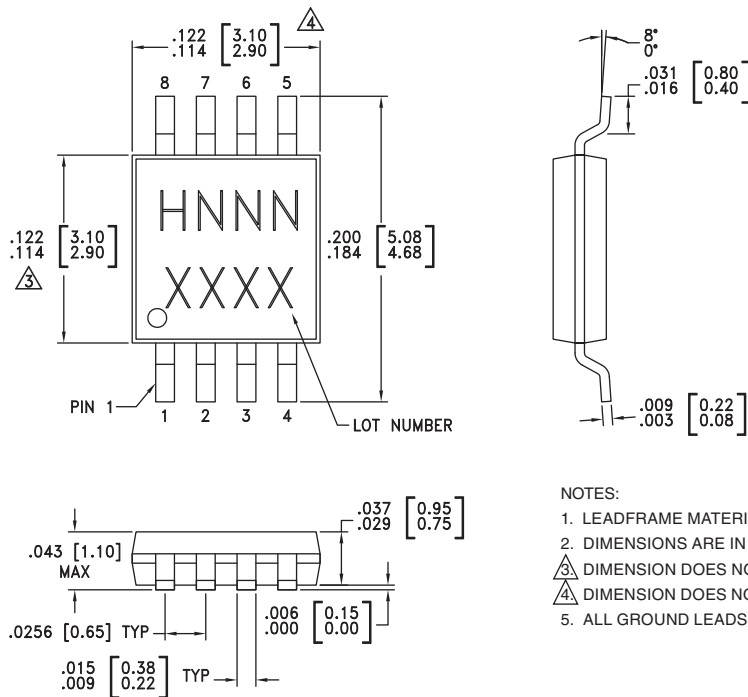 .122 [3.10]
.114 [2.90]
4
8 7 6 5
HNNN
XXXX
.122 [3.10]
.114 [2.90]
3
.200 [5.08]
.184 [4.68]
PIN 1
1 2 3 4
LOT NUMBER
8°
0°
.031 [0.80]
.016 [0.40]
.009 [0.22]
.003 [0.08]
.043 [1.10]
MAX
.037 [0.95]
.029 [0.75]
.0256 [0.65] TYP
.006 [0.15]
.000 [0.00]
.015 [0.38]
.009 [0.22]
TYP
NOTES:
1. LEADFRAME MATERI
2. DIMENSIONS ARE IN
3. DIMENSION DOES NO
4. DIMENSION DOES NO
5. ALL GROUND LEADS